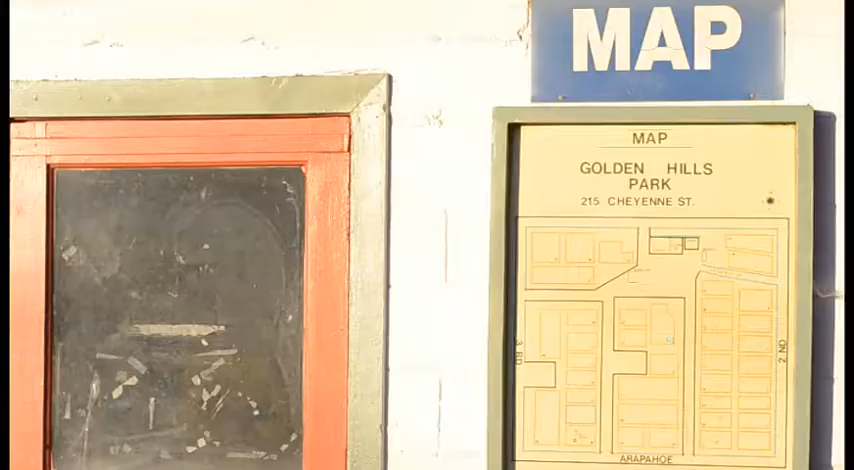 MAP
MAP
GOLDEN HILLS
PARK
215 CHEYENNE ST.
3 RD
2 ND
ARAPAHOE